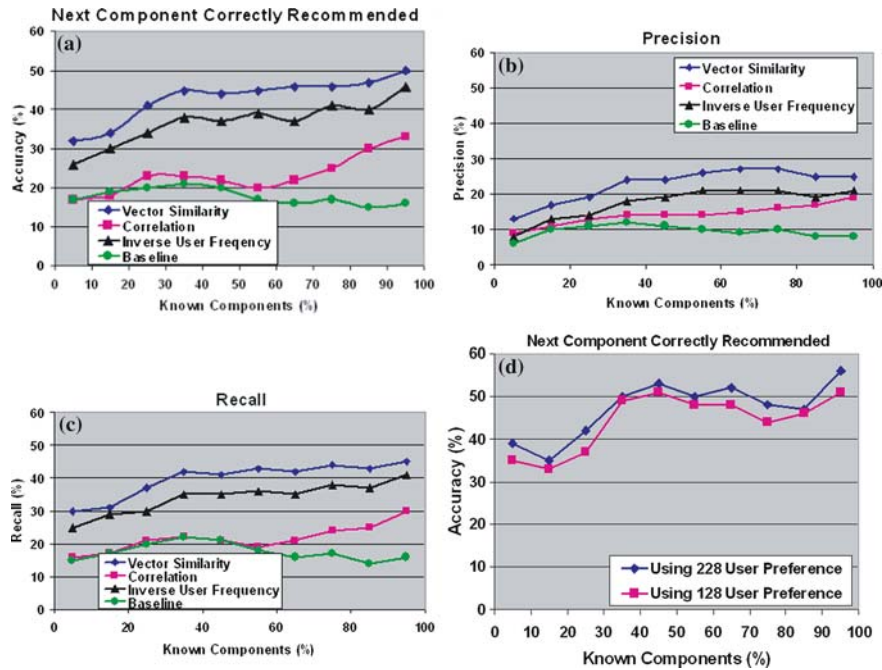 Next Component Correctly Recommended
(a)
60
50
40
30
20
10
0
Accuracy (%)
Vector Similarity
Correlation
Inverse User Freqency
Baseline
0 20 40 60 80 100
Known Components (%)
Precision
(b)
60
50
40
30
20
10
0
Precision (%)
Vector Similarity
Correlation
Inverse User Frequency
Baseline
0 20 40 60 80 100
Known Components (%)
Recall
(c)
60
50
40
30
20
10
0
Recall (%)
Vector Similarity
Correlation
Inverse User Frequency
Baseline
0 20 40 60 80 100
Known Components (%)
Next Component Correctly Recommended
(d)
60
50
40
30
20
10
0
Accuracy (%)
Using 228 User Preference
Using 128 User Preference
0 10 20 30 40 50 60 70 80 90 100
Known Components (%)